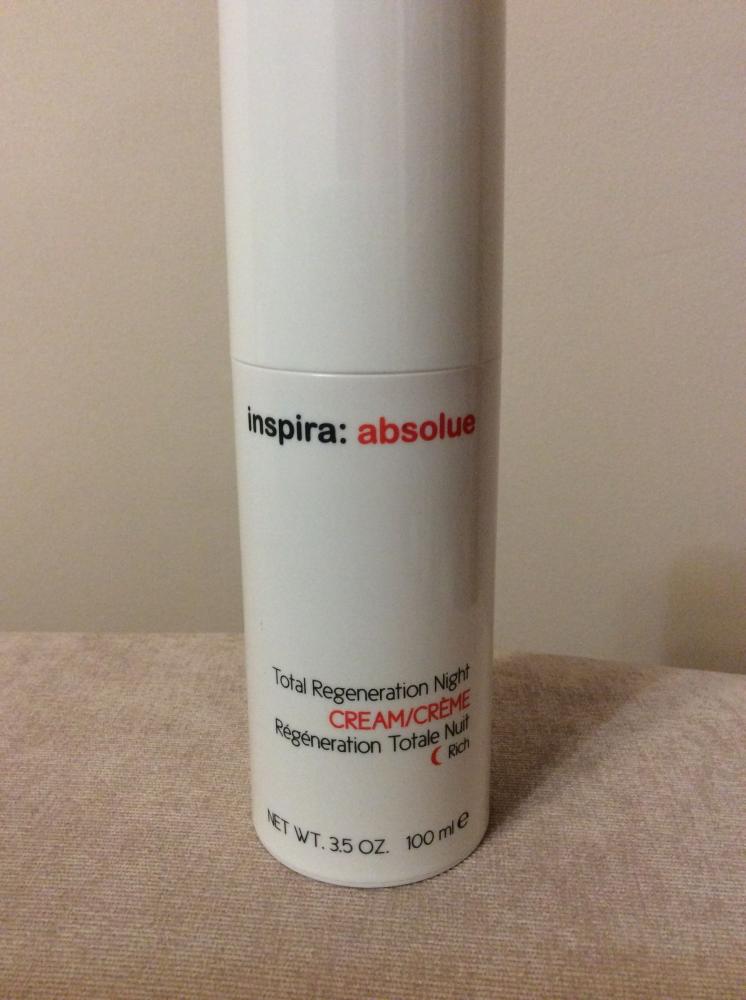 inspira: absolue
Total Regeneration Night
CREAM/CRÈME
Régéneration Totale Nuit
Rich
NET WT. 3.5 OZ. 100 ml ℮